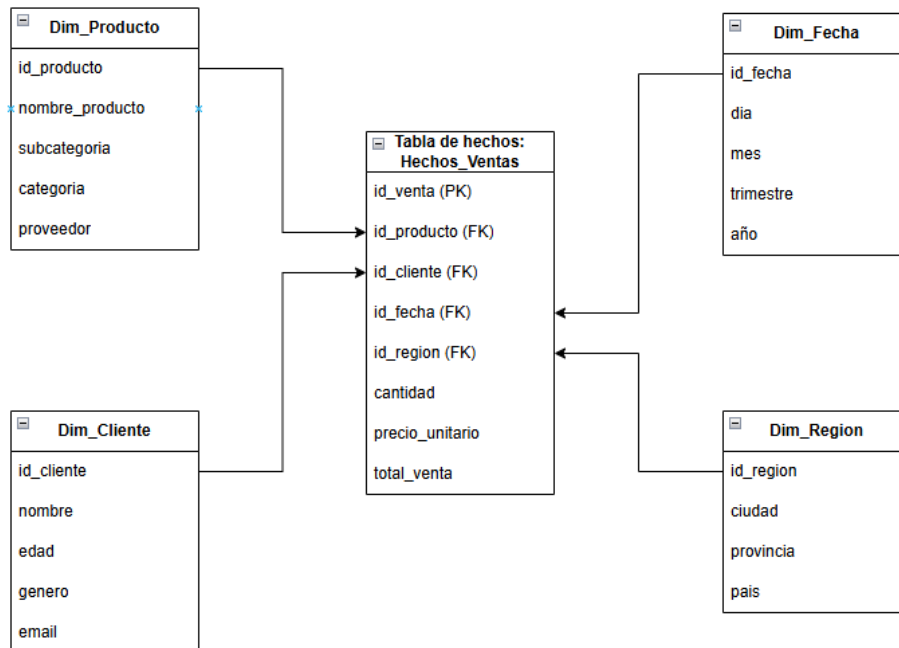 Dim_Producto
id_producto
nombre_producto
subcategoria
categoria
proveedor
Dim_Cliente
id_cliente
nombre
edad
genero
email
Tabla de hechos:
Hechos_Ventas
id_venta (PK)
id_producto (FK)
id_cliente (FK)
id_fecha (FK)
id_region (FK)
cantidad
precio_unitario
total_venta
Dim_Fecha
id_fecha
dia
mes
trimestre
año
Dim_Region
id_region
ciudad
provincia
pais